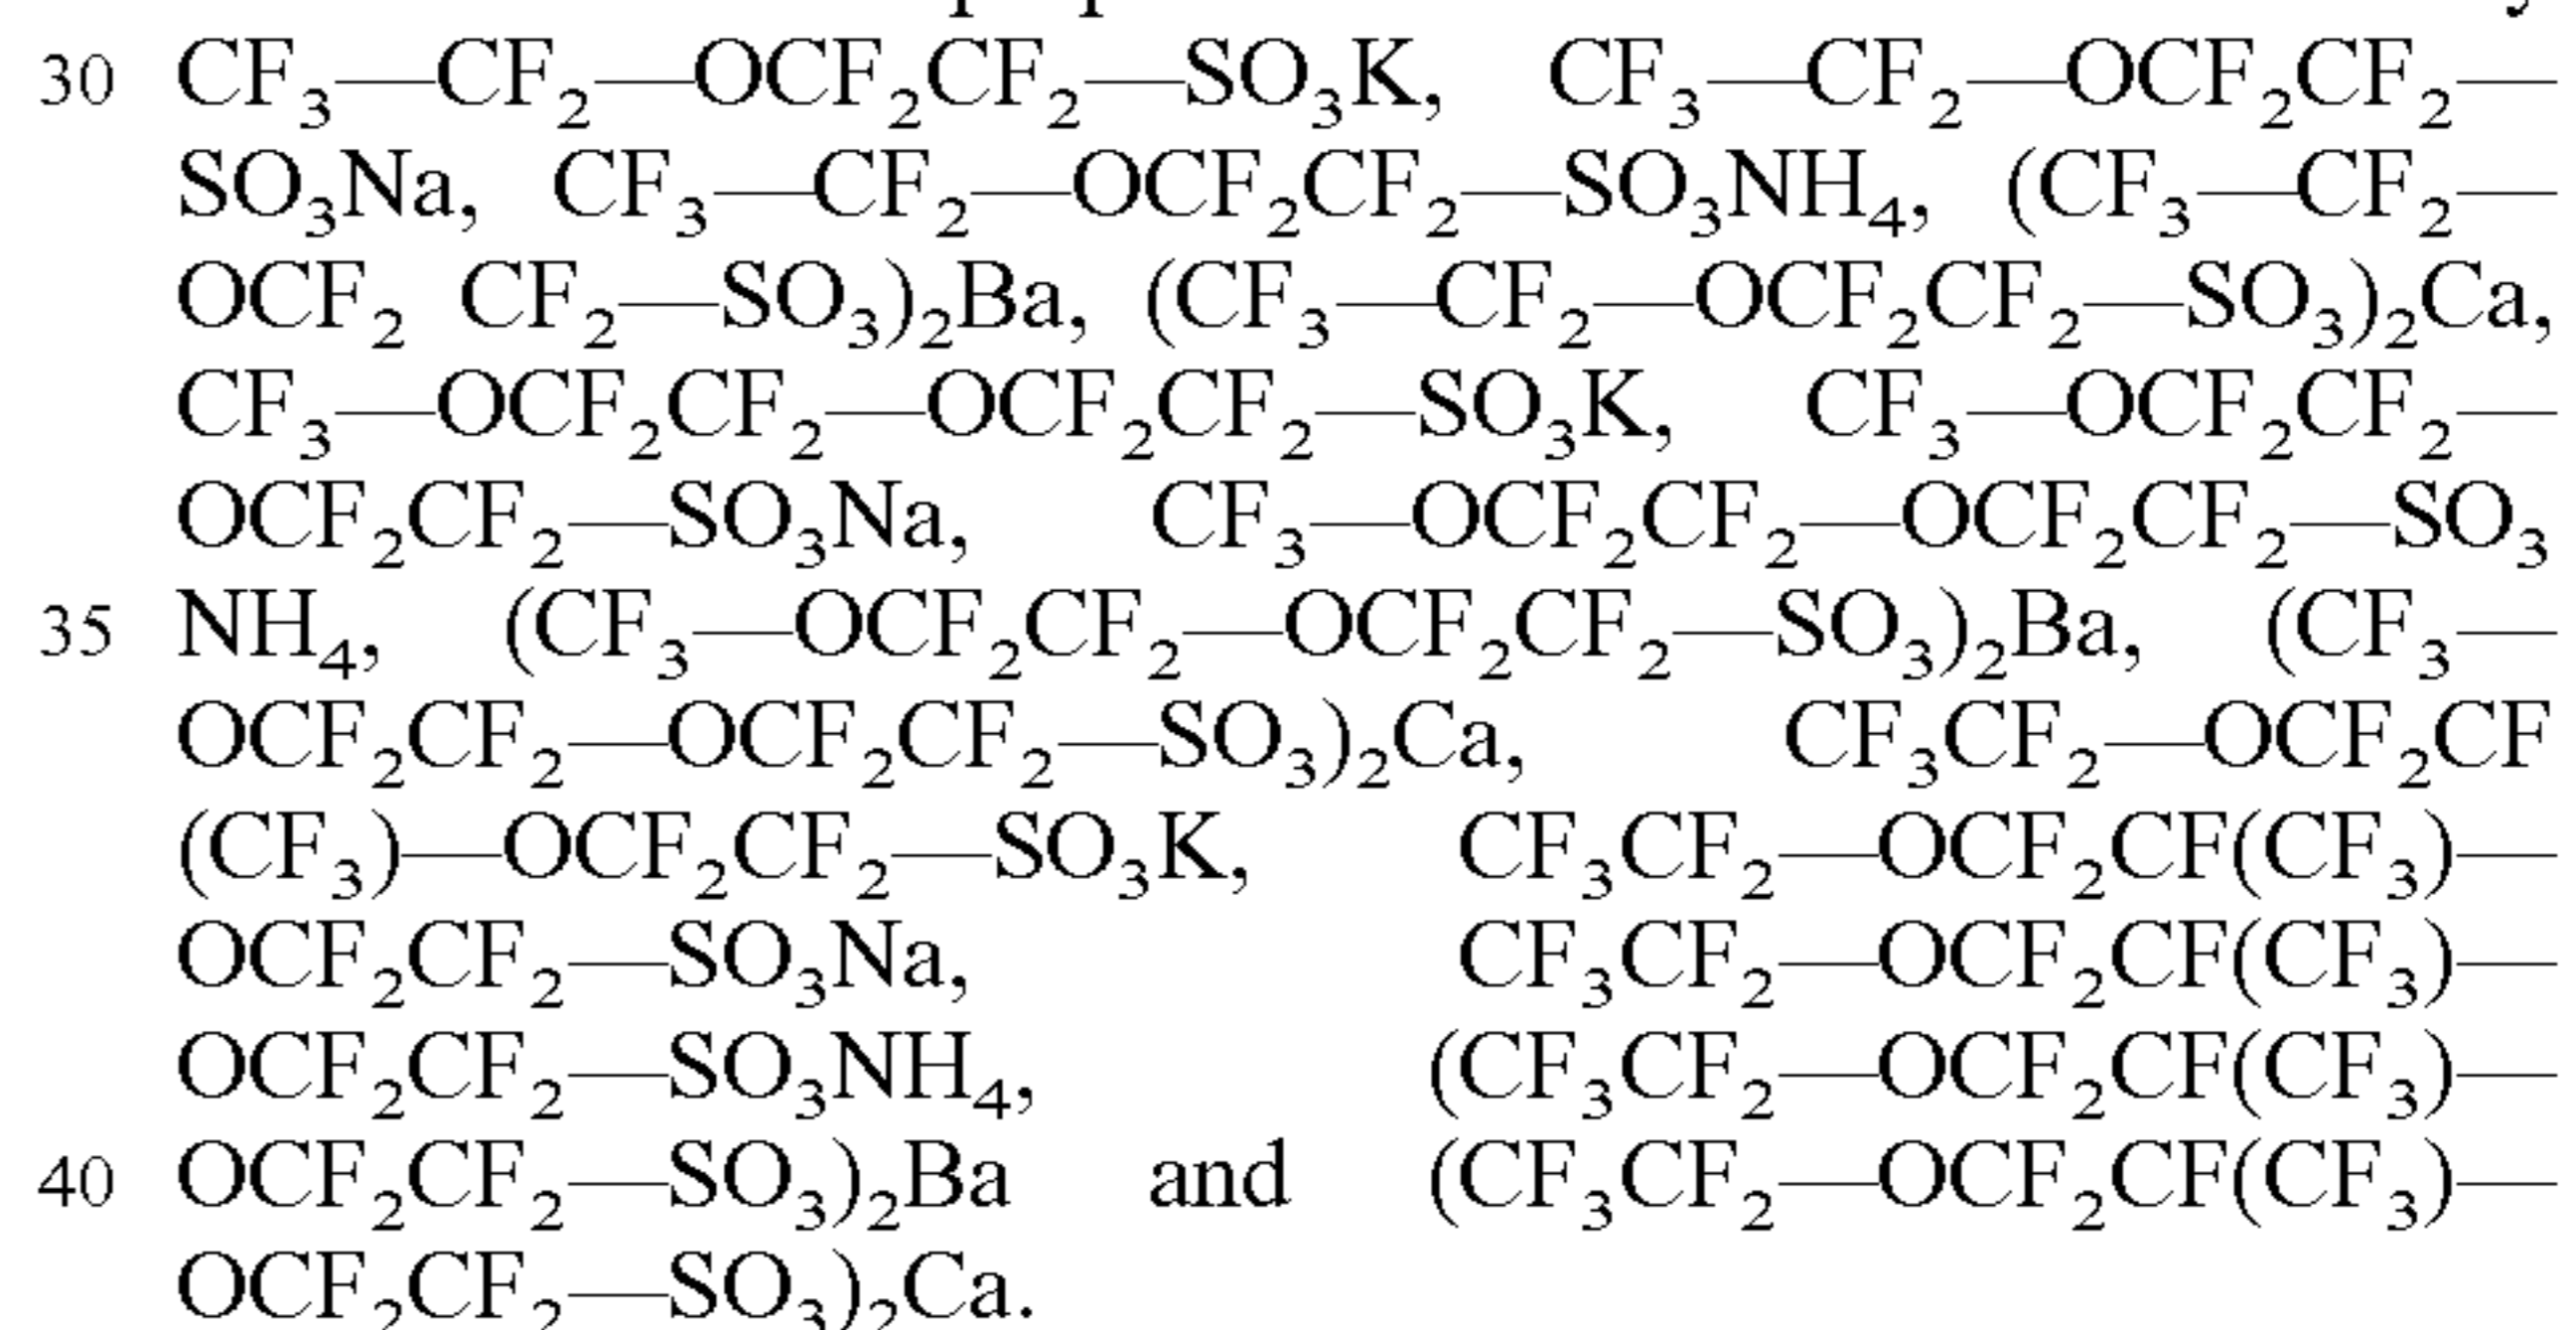 30 CF₃—CF₂—OCF₂CF₂—SO₃K, CF₃—CF₂—OCF₂CF₂—
SO₃Na, CF₃—CF₂—OCF₂CF₂—SO₃NH₄, (CF₃—CF₂—
OCF₂ CF₂—SO₃)₂Ba, (CF₃—CF₂—OCF₂CF₂—SO₃)₂Ca,
CF₃—OCF₂CF₂—OCF₂CF₂—SO₃K, CF₃—OCF₂CF₂—
OCF₂CF₂—SO₃Na, CF₃—OCF₂CF₂—OCF₂CF₂—SO₃
35 NH₄, (CF₃—OCF₂CF₂—OCF₂CF₂—SO₃)₂Ba, (CF₃—
OCF₂CF₂—OCF₂CF₂—SO₃)₂Ca, CF₃CF₂—OCF₂CF
(CF₃)—OCF₂CF₂—SO₃K, CF₃CF₂—OCF₂CF(CF₃)—
OCF₂CF₂—SO₃Na, CF₃CF₂—OCF₂CF(CF₃)—
OCF₂CF₂—SO₃NH₄, (CF₃CF₂—OCF₂CF(CF₃)—
40 OCF₂CF₂—SO₃)₂Ba and (CF₃CF₂—OCF₂CF(CF₃)—
OCF₂CF₂—SO₃)₂Ca.